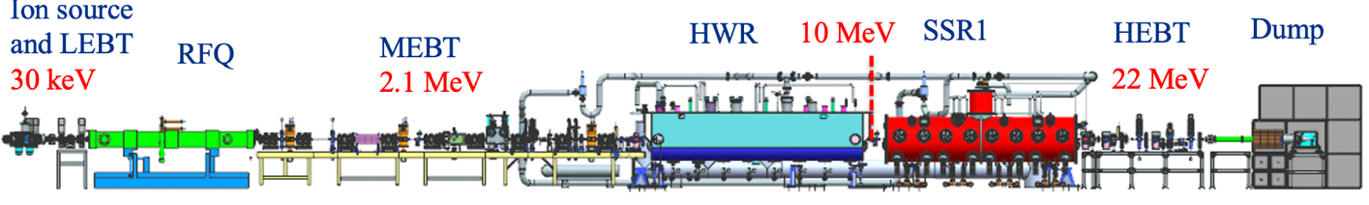 Ion source
and LEBT
30 keV
RFQ
MEBT
2.1 MeV
HWR
10 MeV
SSR1
HEBT
22 MeV
Dump